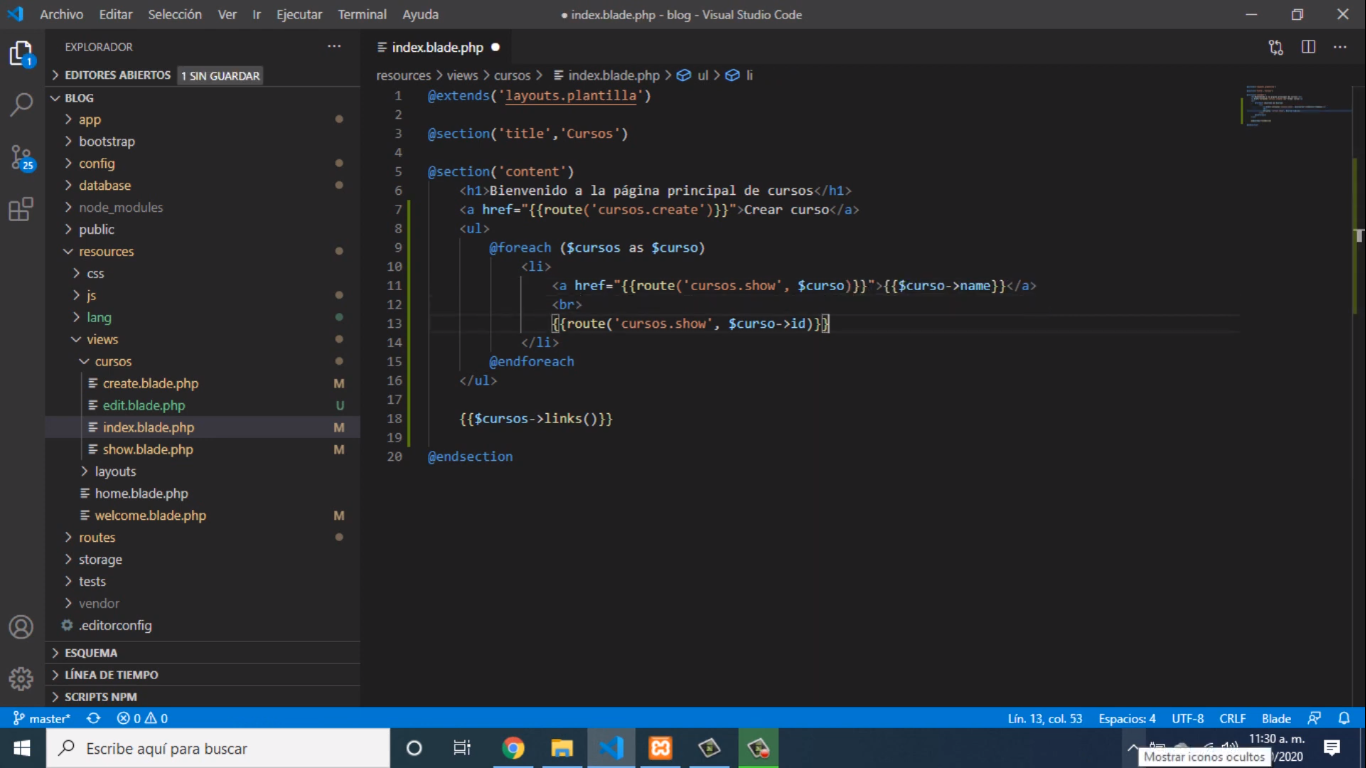 Archivo Editar Selección Ver Ir Ejecutar Terminal Ayuda
● index.blade.php - blog - Visual Studio Code
EXPLORADOR
EDITORES ABIERTOS 1 SIN GUARDAR
BLOG
app
bootstrap
config
database
node_modules
public
resources
css
js
lang
views
cursos
create.blade.php M
edit.blade.php U
index.blade.php M
show.blade.php M
layouts
home.blade.php
welcome.blade.php M
routes
storage
tests
vendor
.editorconfig
ESQUEMA
LÍNEA DE TIEMPO
SCRIPTS NPM
1
25
index.blade.php ●
resources > views > cursos > index.blade.php > ul > li
1 @extends('layouts.plantilla')
2
3 @section('title','Cursos')
4
5 @section('content')
6 <h1>Bienvenido a la página principal de cursos</h1>
7 <a href="{{route('cursos.create')}}">Crear curso</a>
8 <ul>
9 @foreach ($cursos as $curso)
10 <li>
11 <a href="{{route('cursos.show', $curso)}}">{{$curso->name}}</a>
12 <br>
13 {{route('cursos.show', $curso->id)}}
14 </li>
15 @endforeach
16 </ul>
17
18 {{$cursos->links()}}
19
20 @endsection
master* 0 0
Lín. 13, col. 53 Espacios: 4 UTF-8 CRLF Blade
Escribe aquí para buscar
11:30 a. m.
/2020
Mostrar iconos ocultos